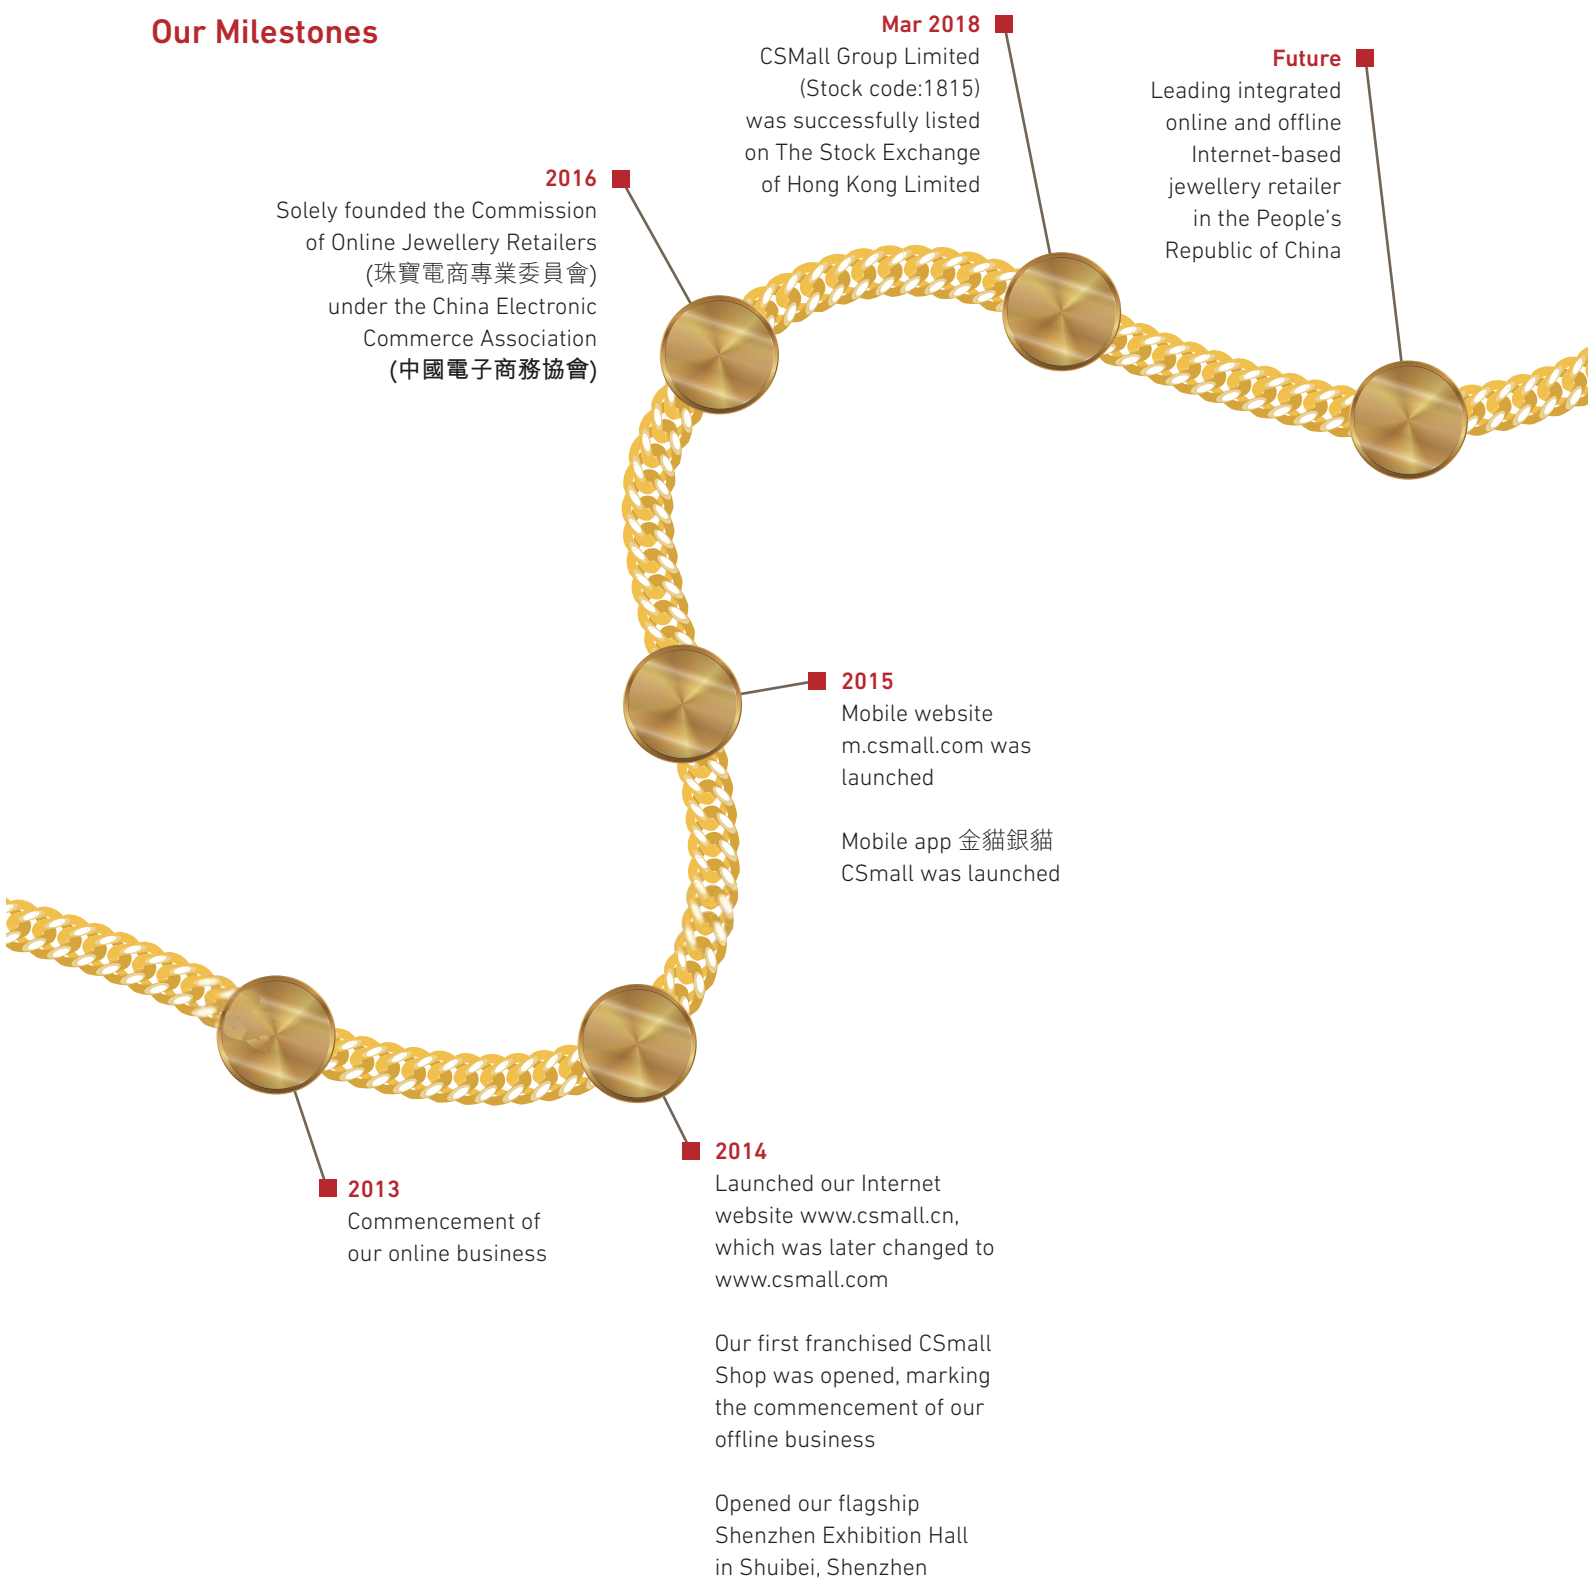 Our Milestones
Mar 2018
CSMall Group Limited
(Stock code:1815)
was successfully listed
on The Stock Exchange
of Hong Kong Limited
Future
Leading integrated
online and offline
Internet-based
jewellery retailer
in the People’s
Republic of China
2016
Solely founded the Commission
of Online Jewellery Retailers
(珠寶電商專業委員會)
under the China Electronic
Commerce Association
(中國電子商務協會)
2015
Mobile website
m.csmall.com was
launched
Mobile app 金貓銀貓
CSmall was launched
2014
Launched our Internet
website www.csmall.cn,
which was later changed to
www.csmall.com
Our first franchised CSmall
Shop was opened, marking
the commencement of our
offline business
Opened our flagship
Shenzhen Exhibition Hall
in Shuibei, Shenzhen
2013
Commencement of
our online business